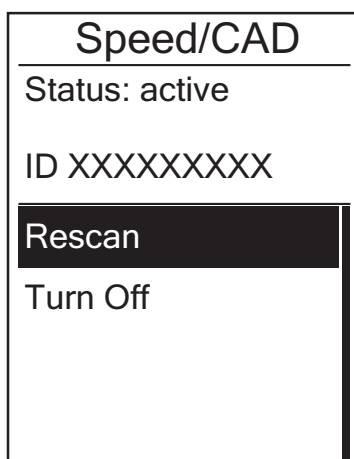 Speed/CAD
Status: active
ID XXXXXXXXX
Rescan
Turn Off